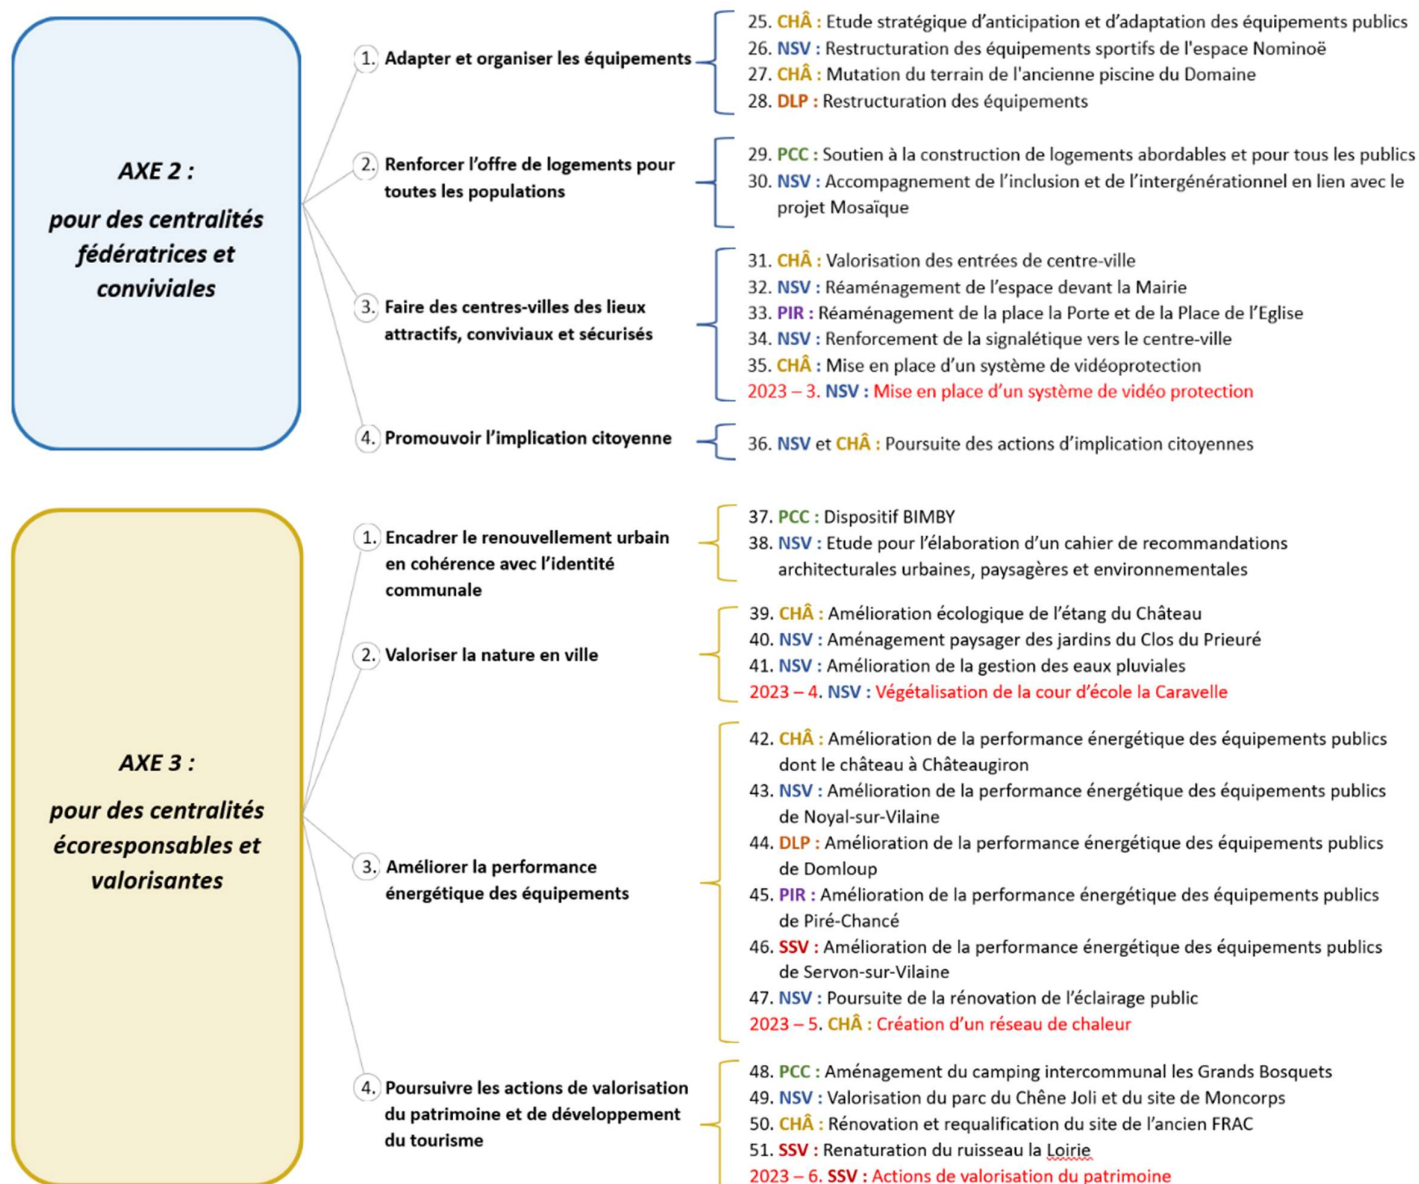 AXE 2 :
pour des centralités
fédératrices et
conviviales
1. Adapter et organiser les équipements
25. CHÂ : Etude stratégique d’anticipation et d’adaptation des équipements publics
26. NSV : Restructuration des équipements sportifs de l'espace Nominoë
27. CHÂ : Mutation du terrain de l'ancienne piscine du Domaine
28. DLP : Restructuration des équipements
2. Renforcer l’offre de logements pour
toutes les populations
29. PCC : Soutien à la construction de logements abordables et pour tous les publics
30. NSV : Accompagnement de l’inclusion et de l’intergénérationnel en lien avec le
projet Mosaïque
3. Faire des centres-villes des lieux
attractifs, conviviaux et sécurisés
31. CHÂ : Valorisation des entrées de centre-ville
32. NSV : Réaménagement de l’espace devant la Mairie
33. PIR : Réaménagement de la place la Porte et de la Place de l’Eglise
34. NSV : Renforcement de la signalétique vers le centre-ville
35. CHÂ : Mise en place d’un système de vidéoprotection
2023 – 3. NSV : Mise en place d’un système de vidéo protection
4. Promouvoir l’implication citoyenne
36. NSV et CHÂ : Poursuite des actions d’implication citoyennes
AXE 3 :
pour des centralités
écoresponsables et
valorisantes
1. Encadrer le renouvellement urbain
en cohérence avec l’identité
communale
37. PCC : Dispositif BIMBY
38. NSV : Etude pour l’élaboration d’un cahier de recommandations
architecturales urbaines, paysagères et environnementales
2. Valoriser la nature en ville
39. CHÂ : Amélioration écologique de l’étang du Château
40. NSV : Aménagement paysager des jardins du Clos du Prieuré
41. NSV : Amélioration de la gestion des eaux pluviales
2023 – 4. NSV : Végétalisation de la cour d’école la Caravelle
3. Améliorer la performance
énergétique des équipements
42. CHÂ : Amélioration de la performance énergétique des équipements publics
dont le château à Châteaugiron
43. NSV : Amélioration de la performance énergétique des équipements publics
de Noyal-sur-Vilaine
44. DLP : Amélioration de la performance énergétique des équipements publics
de Domloup
45. PIR : Amélioration de la performance énergétique des équipements publics
de Piré-Chancé
46. SSV : Amélioration de la performance énergétique des équipements publics
de Servon-sur-Vilaine
47. NSV : Poursuite de la rénovation de l’éclairage public
2023 – 5. CHÂ : Création d’un réseau de chaleur
4. Poursuivre les actions de valorisation
du patrimoine et de développement
du tourisme
48. PCC : Aménagement du camping intercommunal les Grands Bosquets
49. NSV : Valorisation du parc du Chêne Joli et du site de Moncorps
50. CHÂ : Rénovation et requalification du site de l’ancien FRAC
51. SSV : Renaturation du ruisseau la Loirie
2023 – 6. SSV : Actions de valorisation du patrimoine